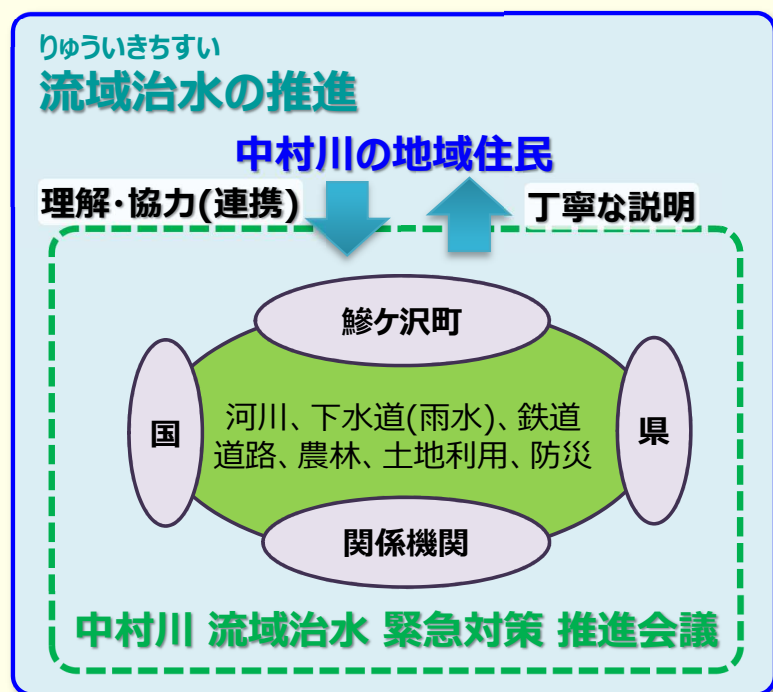 りゅういきちすい
流域治水の推進
中村川の地域住民
理解･協力(連携)
丁寧な説明
鰺ケ沢町
国
河川、下水道(雨水)、鉄道
道路、農林、土地利用、防災
県
関係機関
中村川 流域治水 緊急対策 推進会議